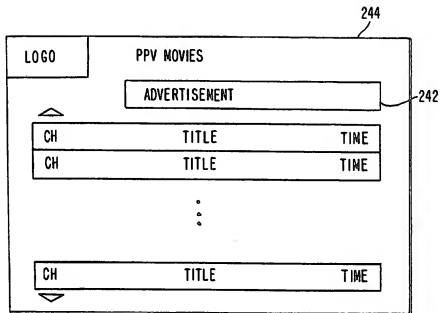 244
LOGO PPV MOVIES
ADVERTISEMENT
242
CH TITLE TIME
CH TITLE TIME
CH TITLE TIME